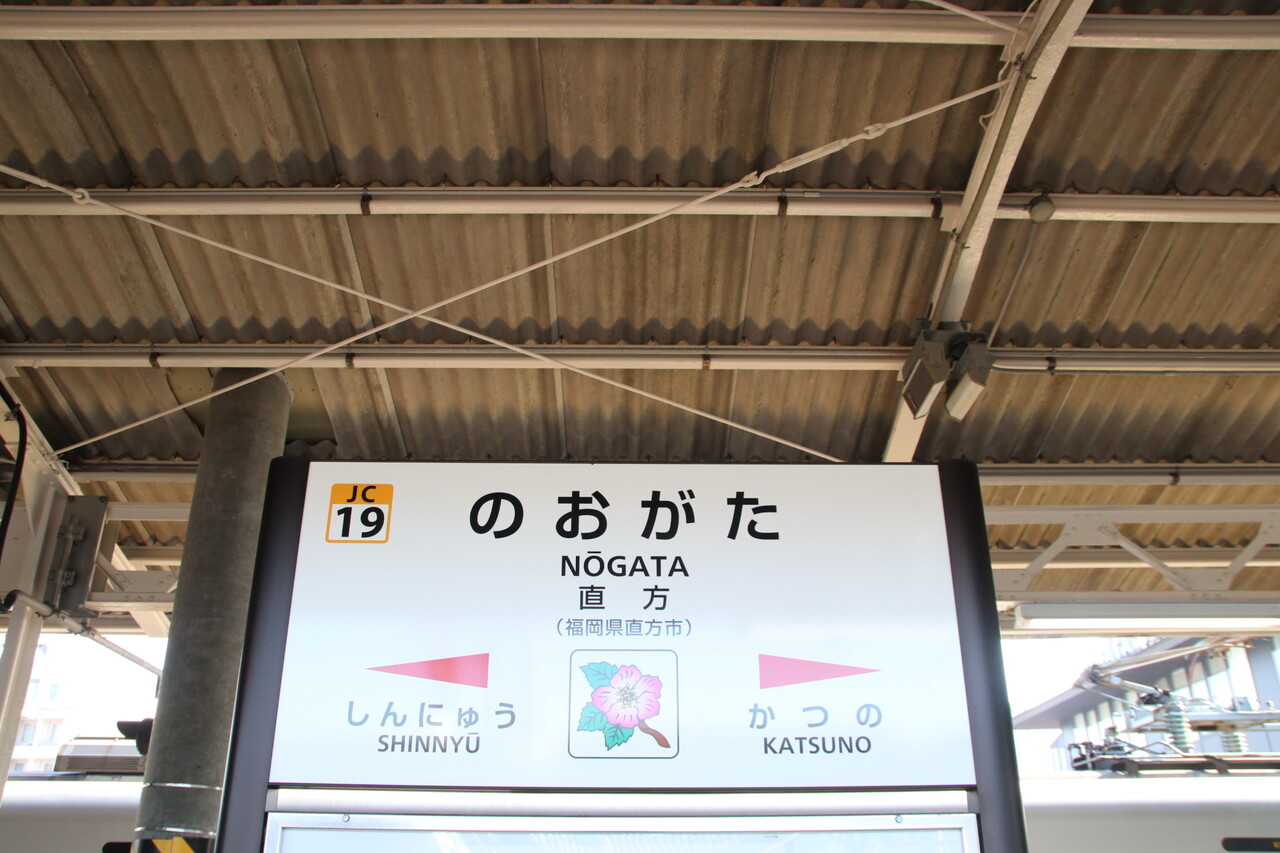 JC
19
のおがた
NŌGATA
直方
（福岡県直方市）
しんにゅう
SHINNYŪ
かつの
KATSUNO